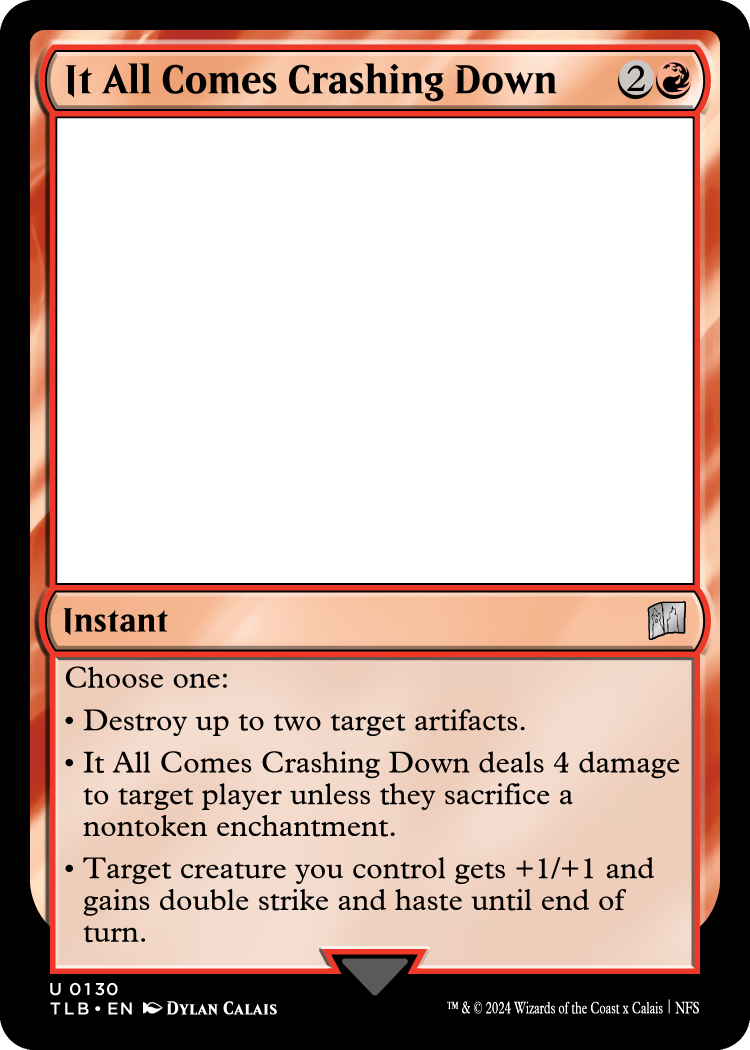 It All Comes Crashing Down 2
Instant
Choose one:
• Destroy up to two target artifacts.
• It All Comes Crashing Down deals 4 damage
to target player unless they sacrifice a
nontoken enchantment.
• Target creature you control gets +1/+1 and
gains double strike and haste until end of
turn.
U 0130
TLB • EN DYLAN CALAIS
™ & © 2024 Wizards of the Coast x Calais | NFS